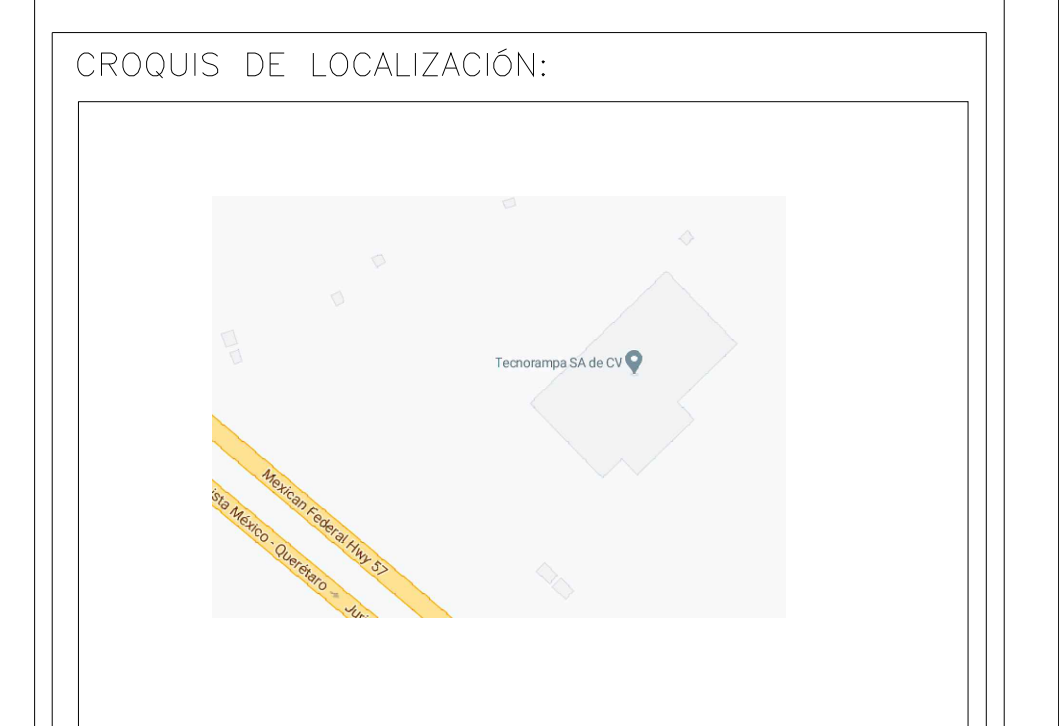 CROQUIS DE LOCALIZACIÓN:
Tecnorampa SA de CV
Mexican Federal Hwy 57
ista México - Querétaro